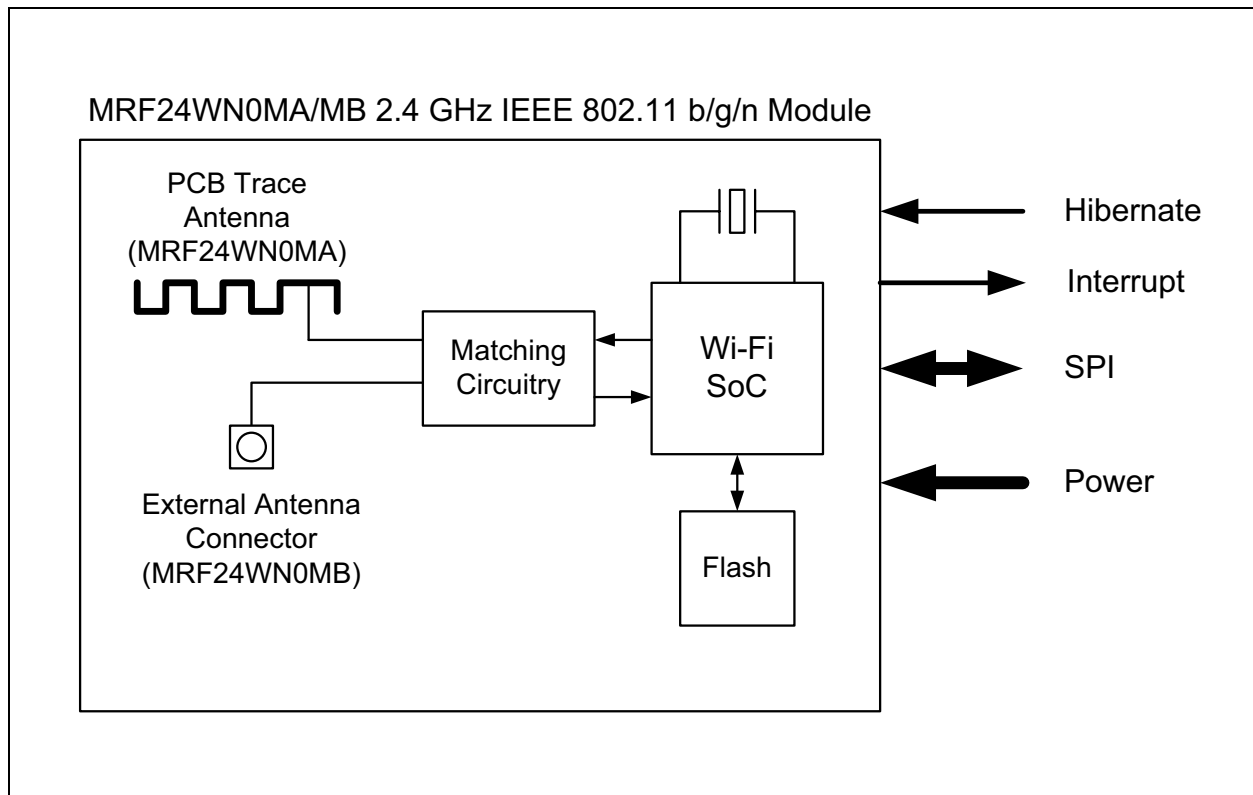 MRF24WN0MA/MB 2.4 GHz IEEE 802.11 b/g/n Module
PCB Trace
Antenna
(MRF24WN0MA)
Matching
Circuitry
Wi-Fi
SoC
External Antenna
Connector
(MRF24WN0MB)
Flash
Hibernate
Interrupt
SPI
Power